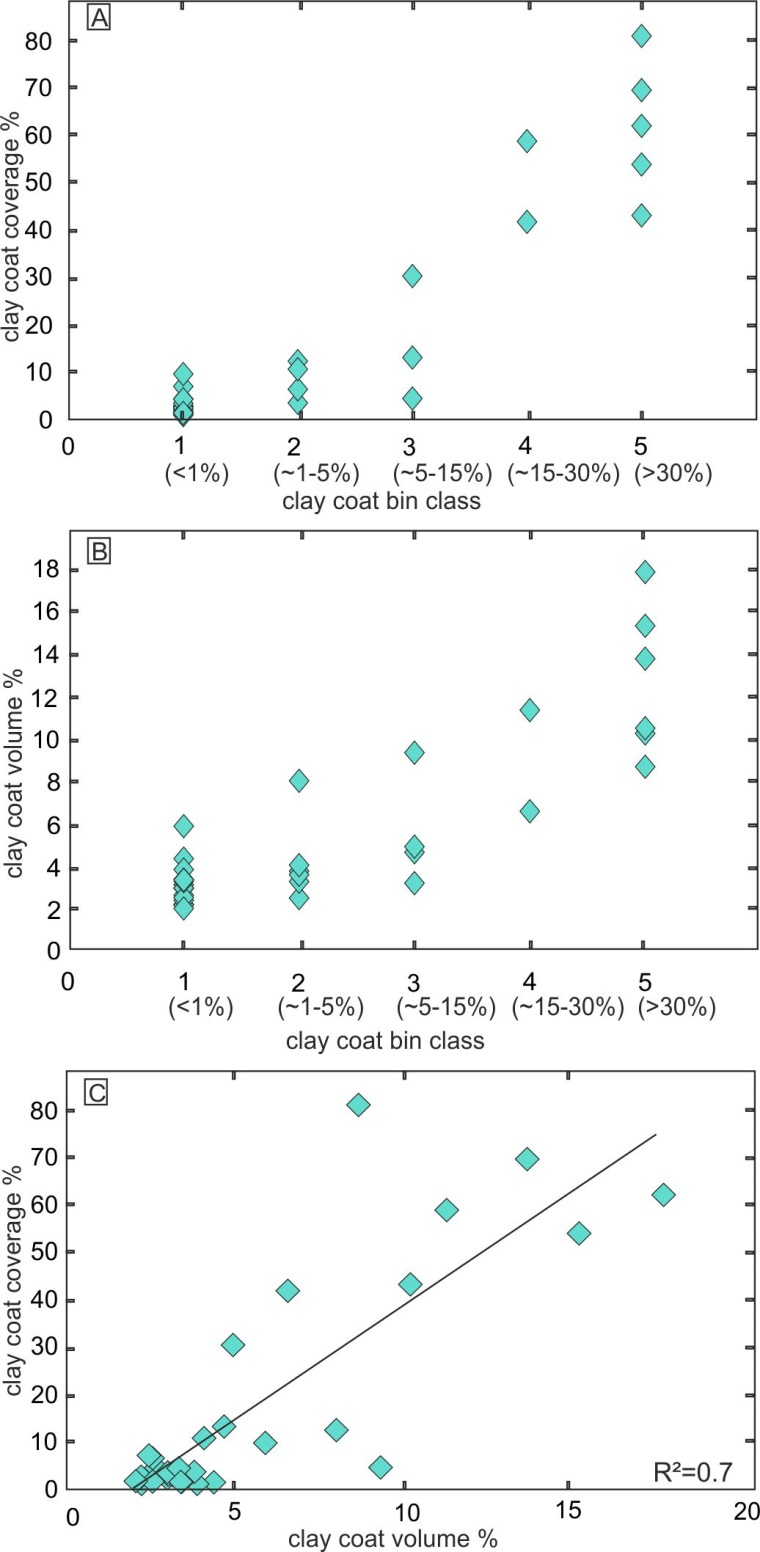 A
80
70
60
50
40
30
20
10
0
clay coat coverage %
0 1 2 3 4 5
(<1%) (~1-5%) (~5-15%) (~15-30%) (>30%)
clay coat bin class
B
18
16
14
12
10
8
6
4
2
0
clay coat volume %
0 1 2 3 4 5
(<1%) (~1-5%) (~5-15%) (~15-30%) (>30%)
clay coat bin class
C
80
70
60
50
40
30
20
10
0
clay coat coverage %
R²=0.7
0 5 10 15 20
clay coat volume %